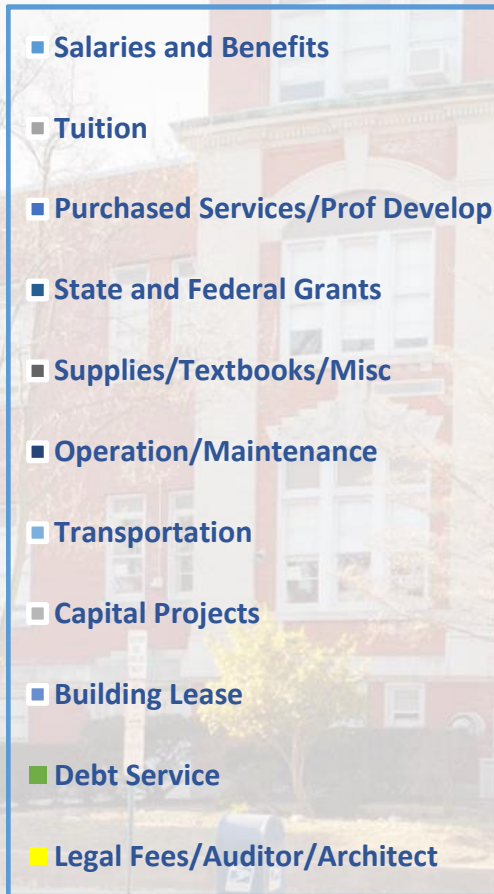 Salaries and Benefits
Tuition
Purchased Services/Prof Develop
State and Federal Grants
Supplies/Textbooks/Misc
Operation/Maintenance
Transportation
Capital Projects
Building Lease
Debt Service
Legal Fees/Auditor/Architect